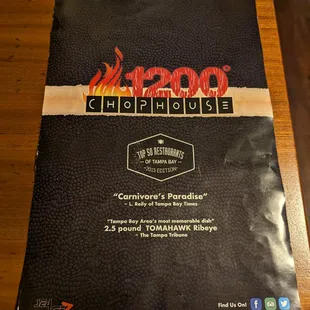 1200°
CHOPHOUSE
TOP 50 RESTAURANTS
OF TAMPA BAY
2015 EDITION
"Carnivore's Paradise"
- L. Reily of Tampa Bay Times
"Tampa Bay Area's most memorable dish"
2.5 pound TOMAHAWK Ribeye
- The Tampa Tribune
Find Us On!